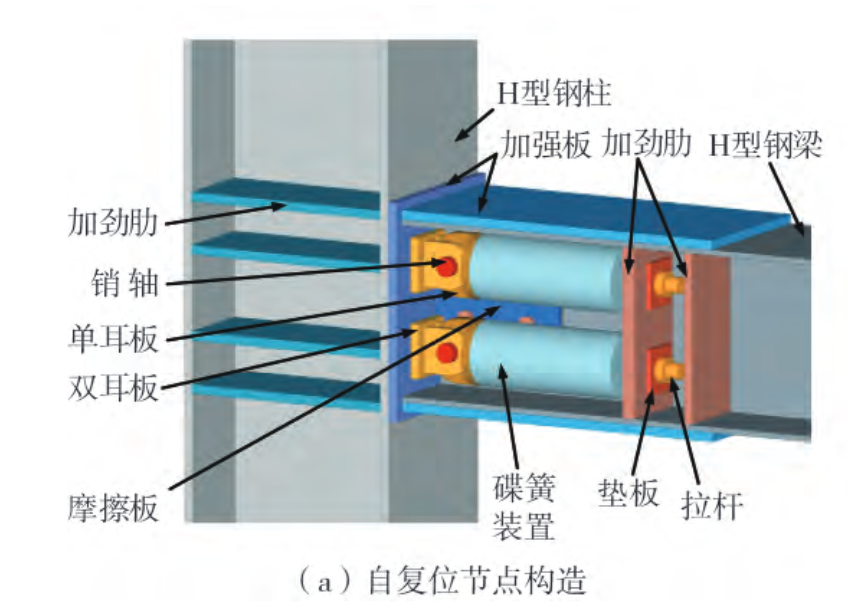 H型钢柱
加强板 加劲肋 H型钢梁
加劲肋
销轴
单耳板
双耳板
摩擦板
碟簧
装置
垫板
拉杆
（a）自复位节点构造